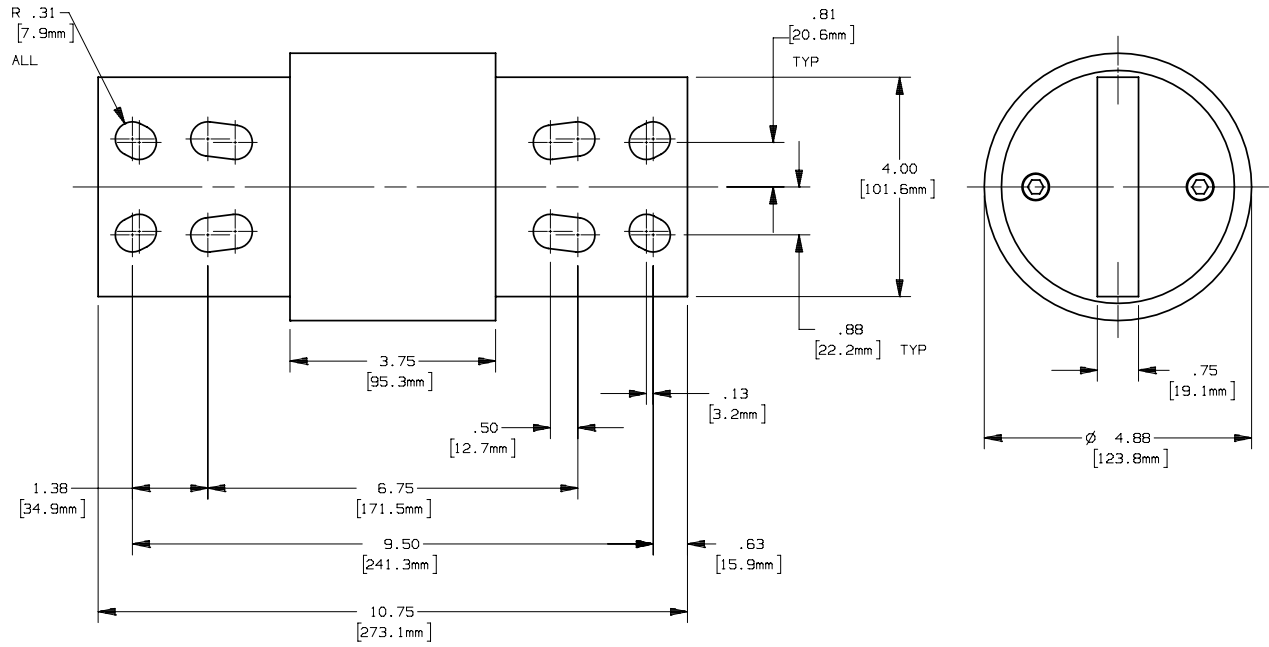 R .31
[7.9mm]
ALL
.81
[20.6mm]
TYP
4.00
[101.6mm]
.88
[22.2mm] TYP
3.75
[95.3mm]
.13
[3.2mm]
.75
[19.1mm]
.50
[12.7mm]
Ø 4.88
[123.8mm]
1.38
[34.9mm]
6.75
[171.5mm]
9.50
[241.3mm]
.63
[15.9mm]
10.75
[273.1mm]